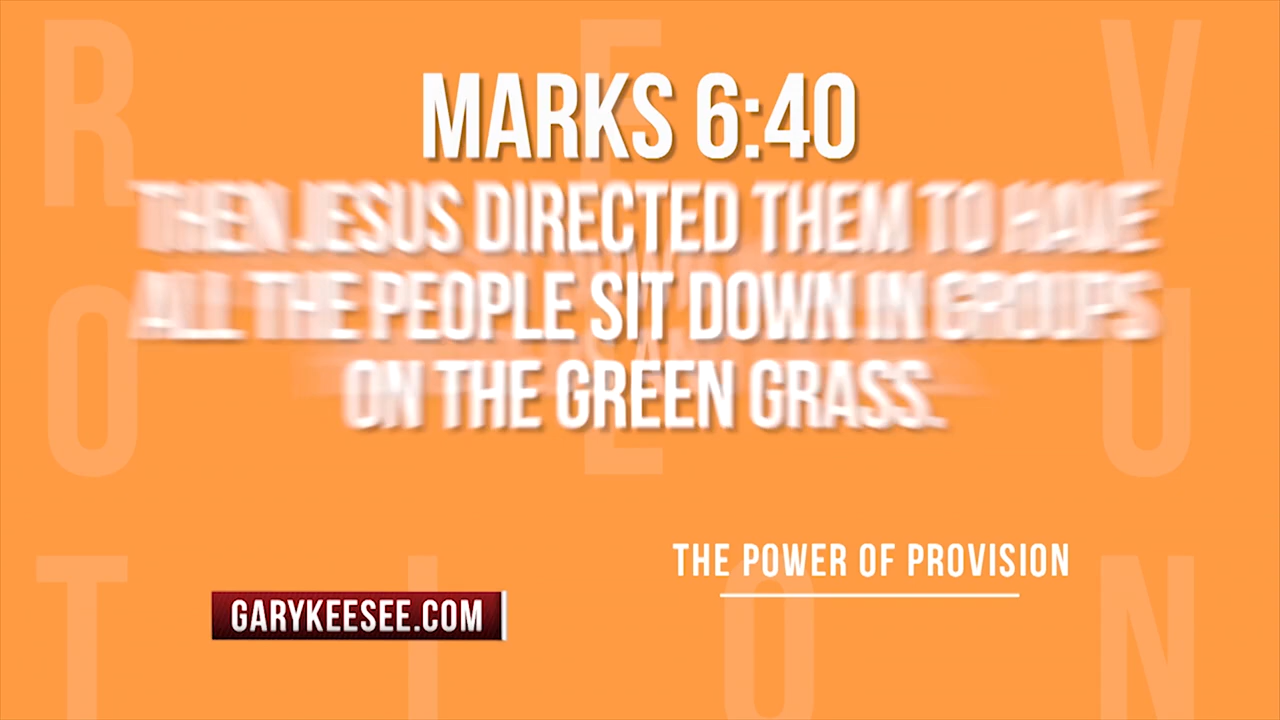 MARKS 6:40
THEN JESUS DIRECTED THEM TO HAVE
ALL THE PEOPLE SIT DOWN IN GROUPS
ON THE GREEN GRASS.
THE POWER OF PROVISION
GARYKEESEE.COM
R E V
O L U
T I O N